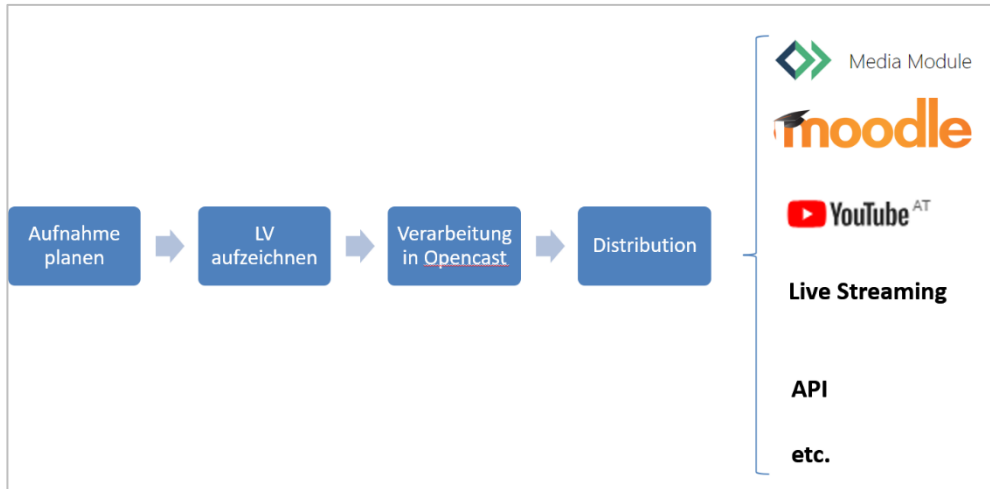 Aufnahme
planen
LV
aufzeichnen
Verarbeitung
in Opencast
Distribution
Media Module
moodle
YouTube AT
Live Streaming
API
etc.